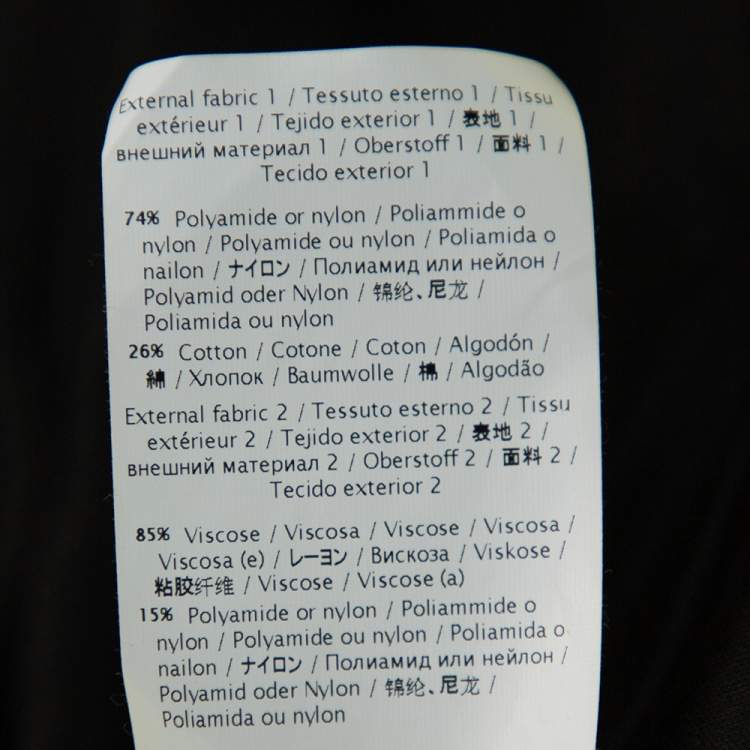 External fabric 1 / Tessuto esterno 1 / Tissu
extérieur 1 / Tejido exterior 1 / 表地 1 /
внешний материал 1 / Oberstoff 1 / 面料 1 /
Tecido exterior 1
74% Polyamide or nylon / Poliammide o
nylon / Polyamide ou nylon / Poliamida o
nailon / ナイロン / Полиамид или нейлон /
Polyamid oder Nylon / 锦纶、尼龙 /
Poliamida ou nylon
26% Cotton / Cotone / Coton / Algodón /
綿 / Хлопок / Baumwolle / 棉 / Algodão
External fabric 2 / Tessuto esterno 2 / Tissu
extérieur 2 / Tejido exterior 2 / 表地 2 /
внешний материал 2 / Oberstoff 2 / 面料 2 /
Tecido exterior 2
85% Viscose / Viscosa / Viscose / Viscosa /
Viscosa (e) / レーヨン / Вискоза / Viskose /
粘胶纤维 / Viscose / Viscose (a)
15% Polyamide or nylon / Poliammide o
nylon / Polyamide ou nylon / Poliamida o
nailon / ナイロン / Полиамид или нейлон /
Polyamid oder Nylon / 锦纶、尼龙 /
Poliamida ou nylon